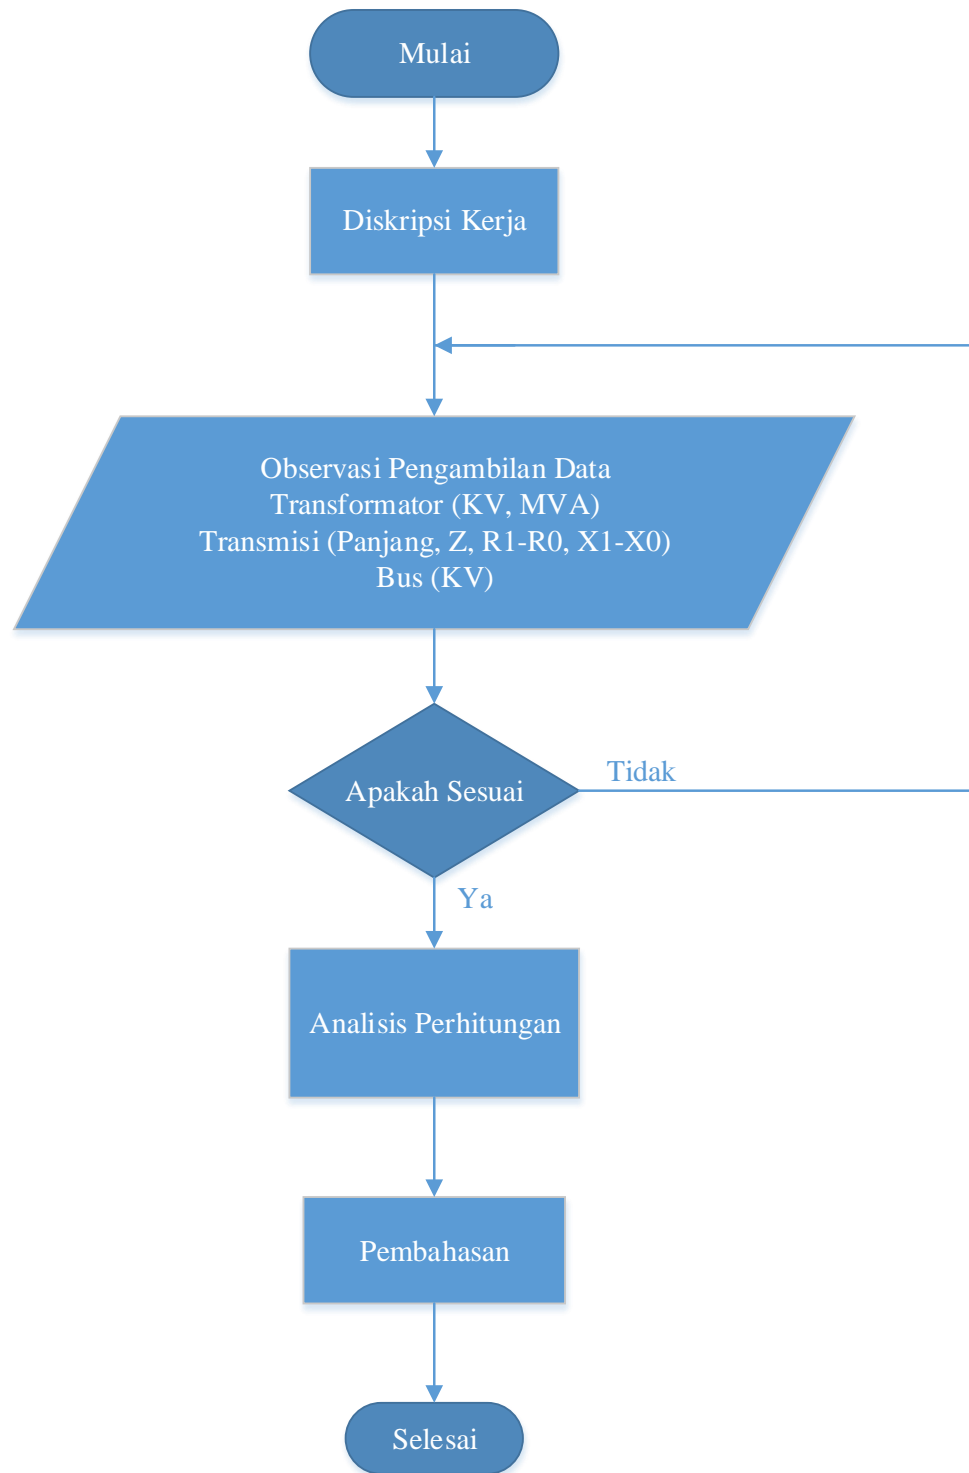 Mulai
Diskripsi Kerja
Observasi Pengambilan Data
Transformator (KV, MVA)
Transmisi (Panjang, Z, R1-R0, X1-X0)
Bus (KV)
Apakah Sesuai
Tidak
Ya
Analisis Perhitungan
Pembahasan
Selesai